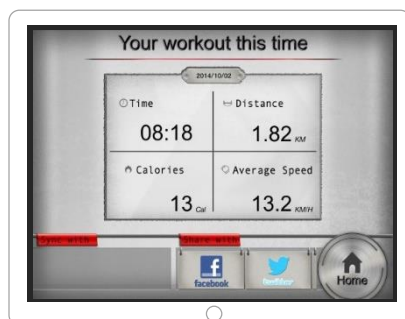 Your workout this time
2014/10/02
Time
Distance
08:18
1.82 KM
Calories
Average Speed
13 Cal
13.2 KM/H
Sync with
Share with
facebook
twitter
Home